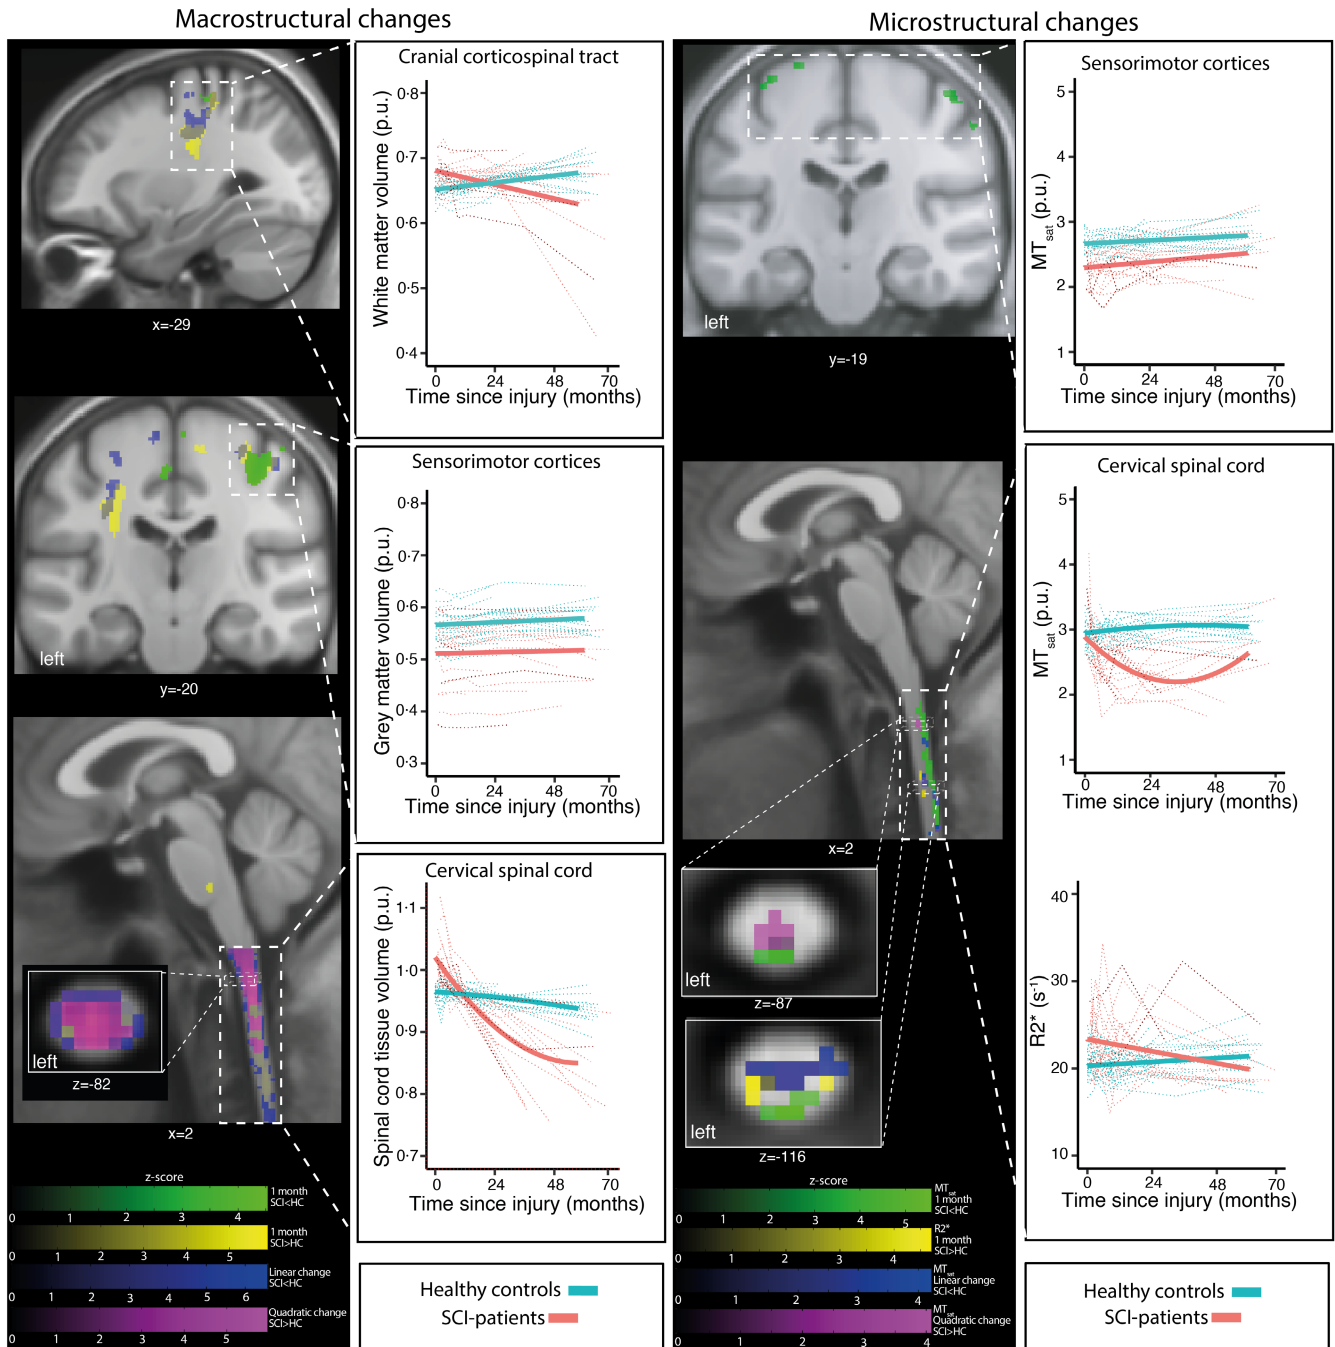 Macrostructural changes
Microstructural changes
x=-29
Cranial corticospinal tract
White matter volume (p.u.)
0·8
0·7
0·6
0·5
0·4
0 24 48 70
Time since injury (months)
left
y=-20
Sensorimotor cortices
Grey matter volume (p.u.)
0·8
0·7
0·6
0·5
0·4
0·3
0 24 48 70
Time since injury (months)
left
z=-82
x=2
Cervical spinal cord
Spinal cord tissue volume (p.u.)
1·1
1·0
0·9
0·8
0·7
0 24 48 70
Time since injury (months)
z-score
1 month
SCI<HC
0 1 2 3 4
1 month
SCI>HC
0 1 2 3 4 5
Linear change
SCI<HC
0 1 2 3 4 5 6
Quadratic change
SCI>HC
0 1 2 3 4 5
Healthy controls
SCI-patients
left
y=-19
Sensorimotor cortices
MTsat (p.u.)
5
4
3
2
1
0 24 48 70
Time since injury (months)
x=2
left
z=-87
left
z=-116
Cervical spinal cord
MTsat (p.u.)
5
4
3
2
1
0 24 48 70
Time since injury (months)
R2* (s-1)
40
30
20
10
0 24 48 70
Time since injury (months)
z-score
MTsat
1 month
SCI<HC
0 1 2 3 4 5
R2*
1 month
SCI>HC
0 1 2 3 4
MTsat
Linear change
SCI<HC
0 1 2 3 4
MTsat
Quadratic change
SCI>HC
0 1 2 3 4
Healthy controls
SCI-patients